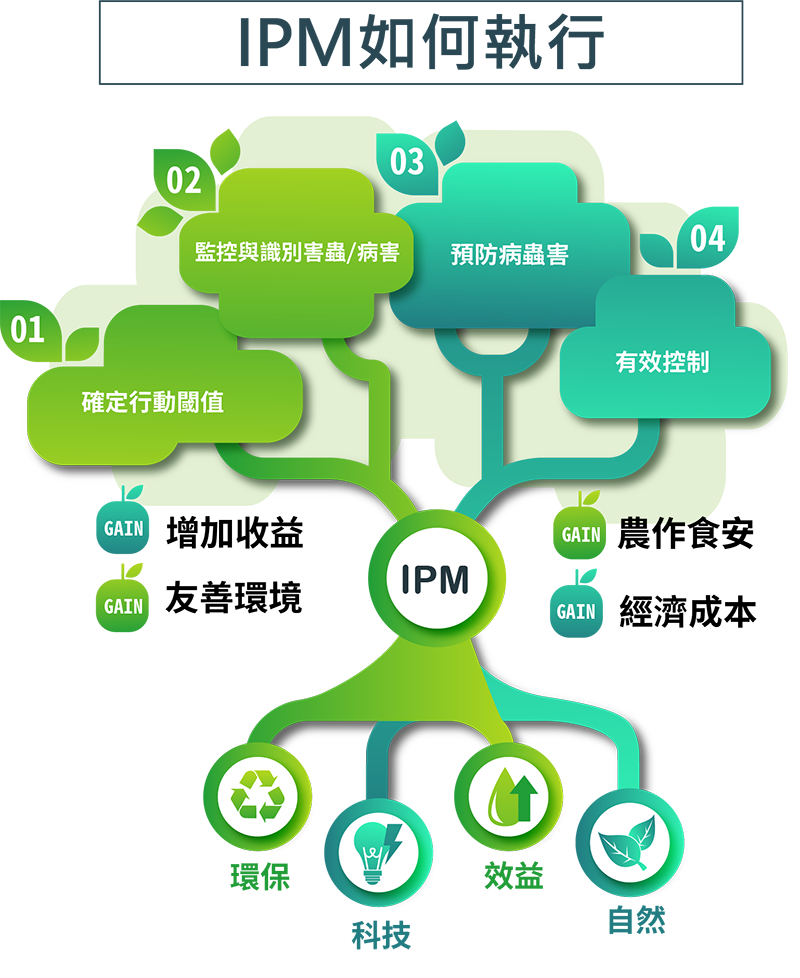 IPM如何執行
01
確定行動閾值
02
監控與識別害蟲/病害
03
預防病蟲害
04
有效控制
GAIN 增加收益
GAIN 友善環境
GAIN 農作食安
GAIN 經濟成本
IPM
環保
科技
效益
自然